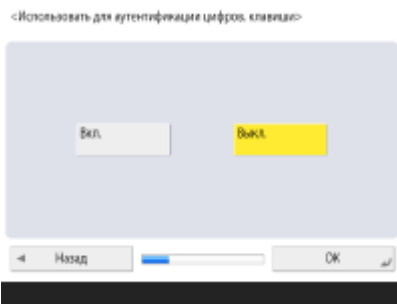 <Использовать для аутентификации цифров. клавиши>
Вкл.
Выкл.
Назад
OK